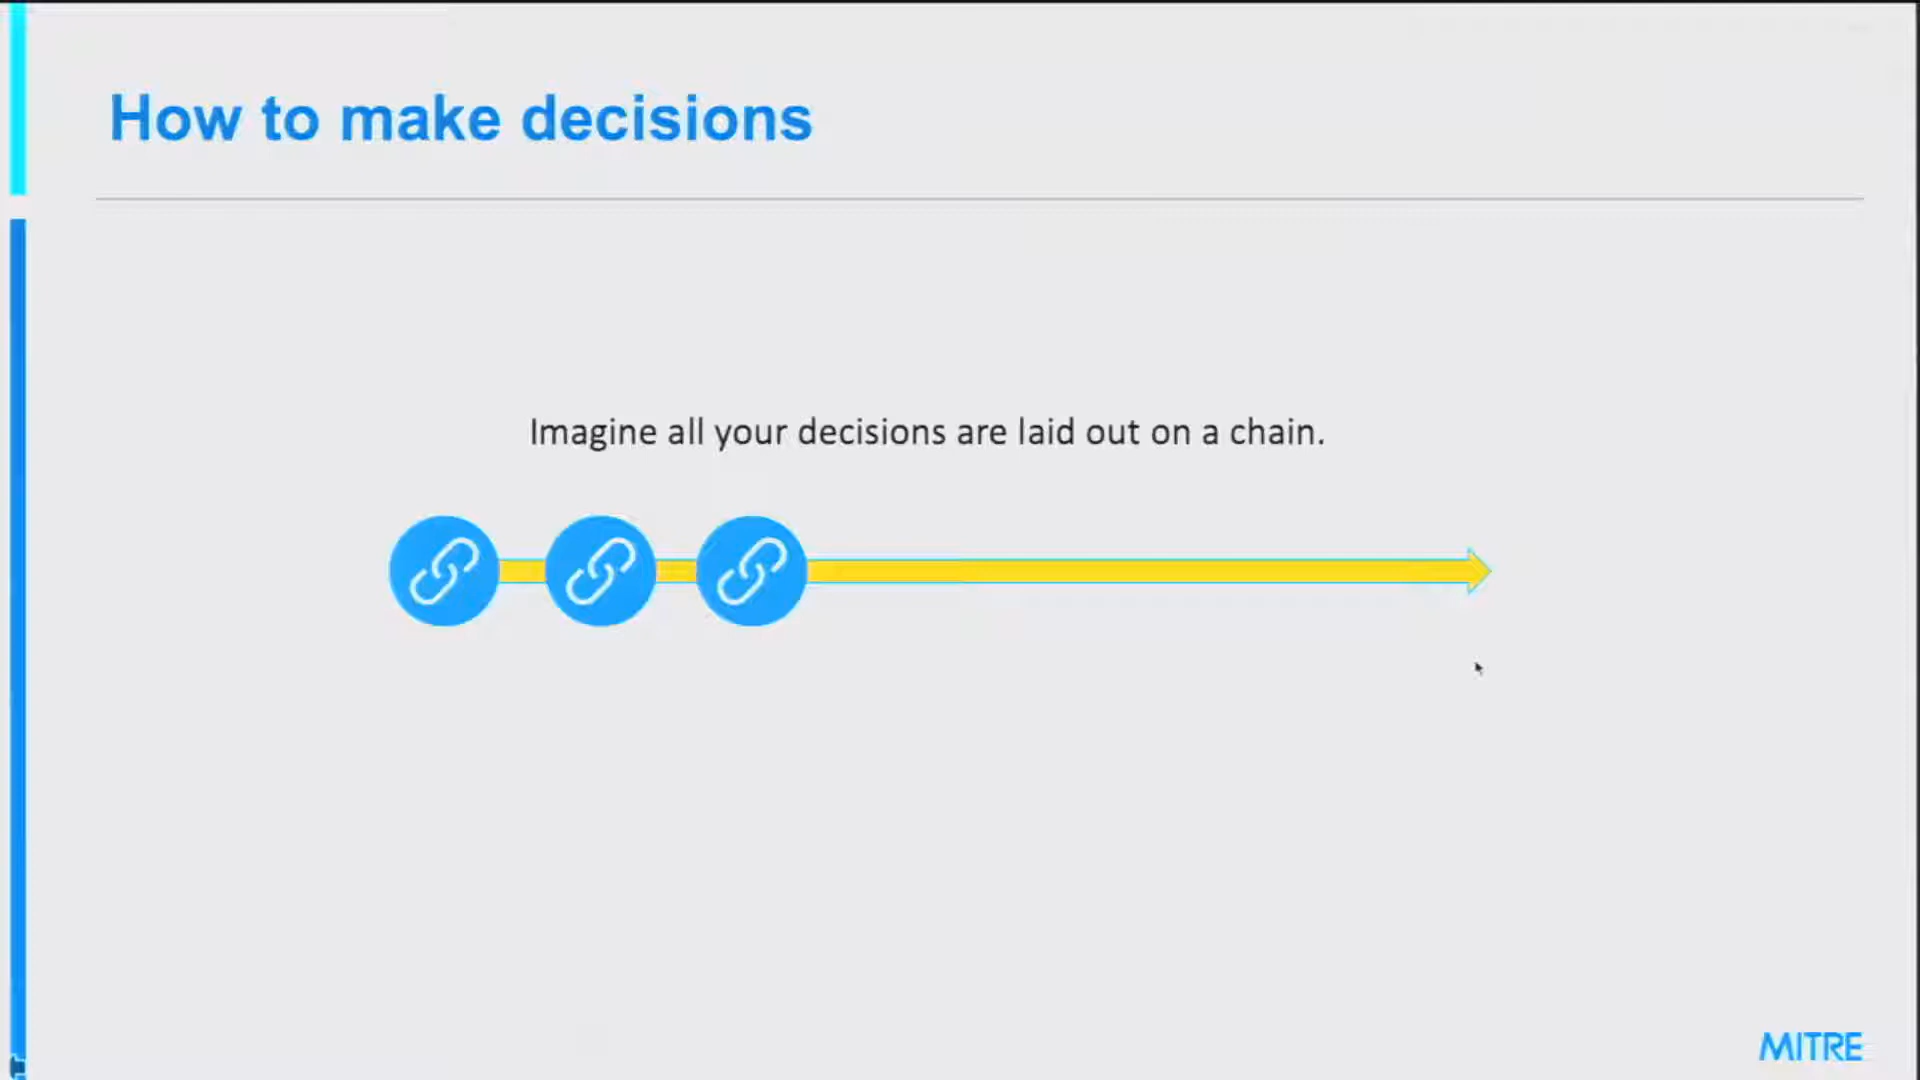 How to make decisions
Imagine all your decisions are laid out on a chain.
MITRE